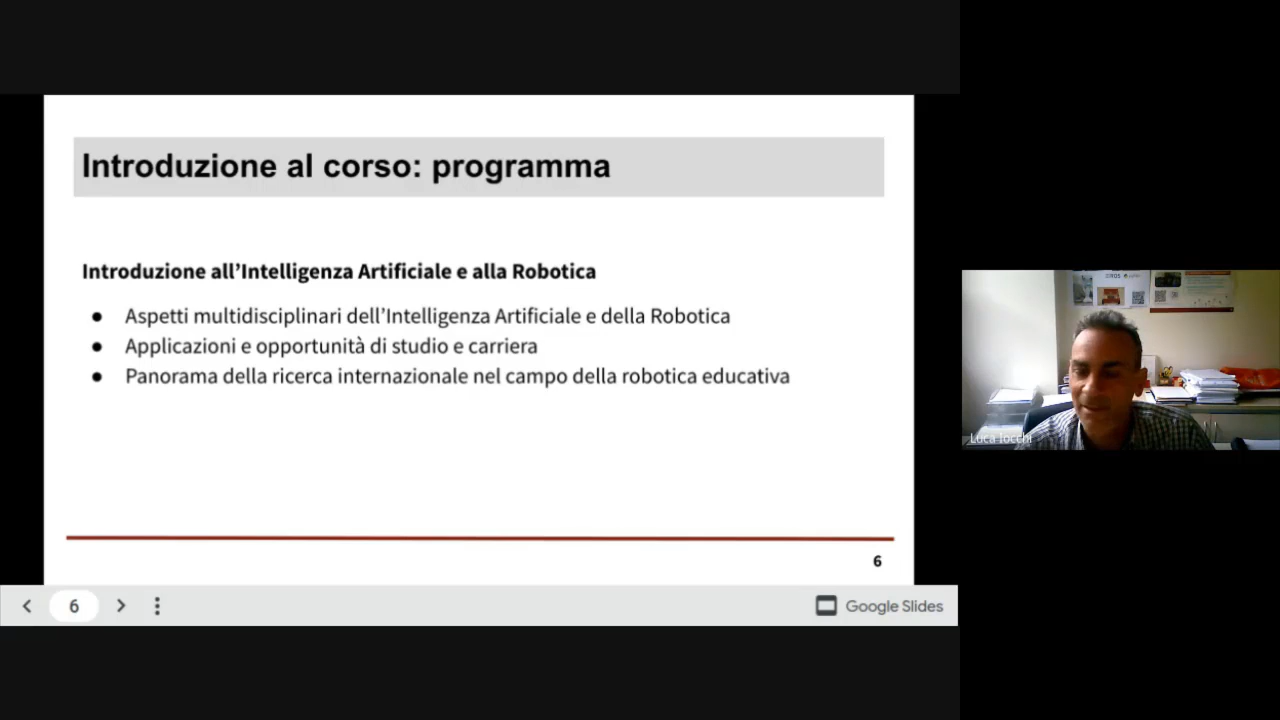 Introduzione al corso: programma
Introduzione all'Intelligenza Artificiale e alla Robotica
● Aspetti multidisciplinari dell'Intelligenza Artificiale e della Robotica
● Applicazioni e opportunità di studio e carriera
● Panorama della ricerca internazionale nel campo della robotica educativa
6
6
Google Slides
Luca Iocchi